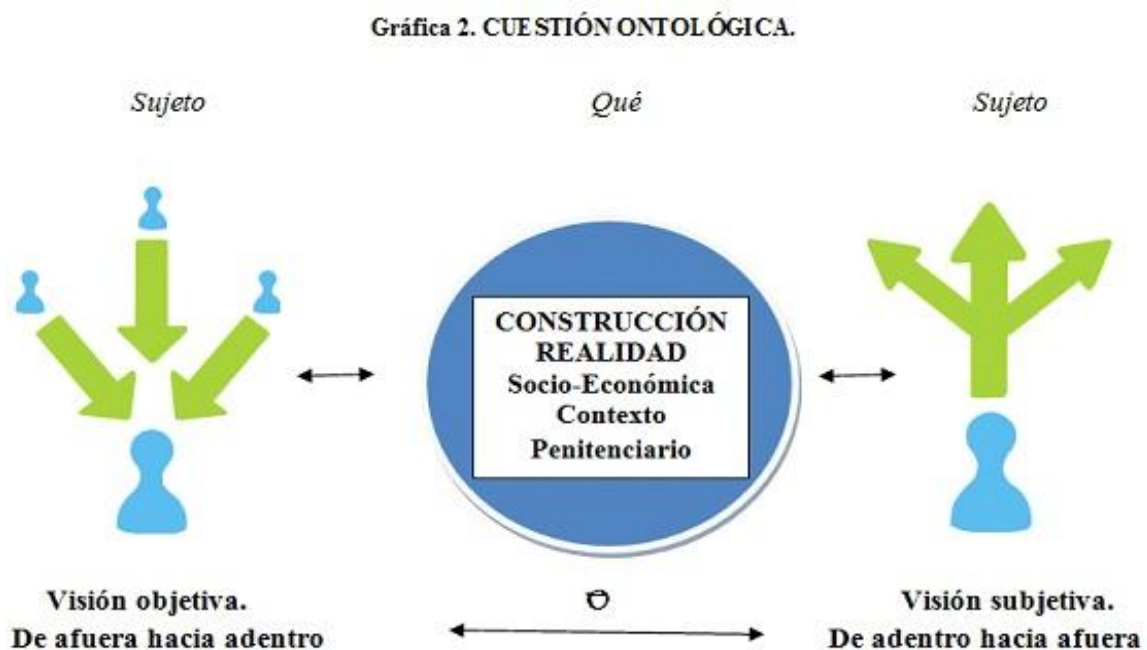 Gráfica 2. CUESTIÓN ONTOLÓGICA.
Sujeto
Qué
Sujeto
CONSTRUCCIÓN
REALIDAD
Socio-Económica
Contexto
Penitenciario
Visión objetiva.
De afuera hacia adentro
Visión subjetiva.
De adentro hacia afuera